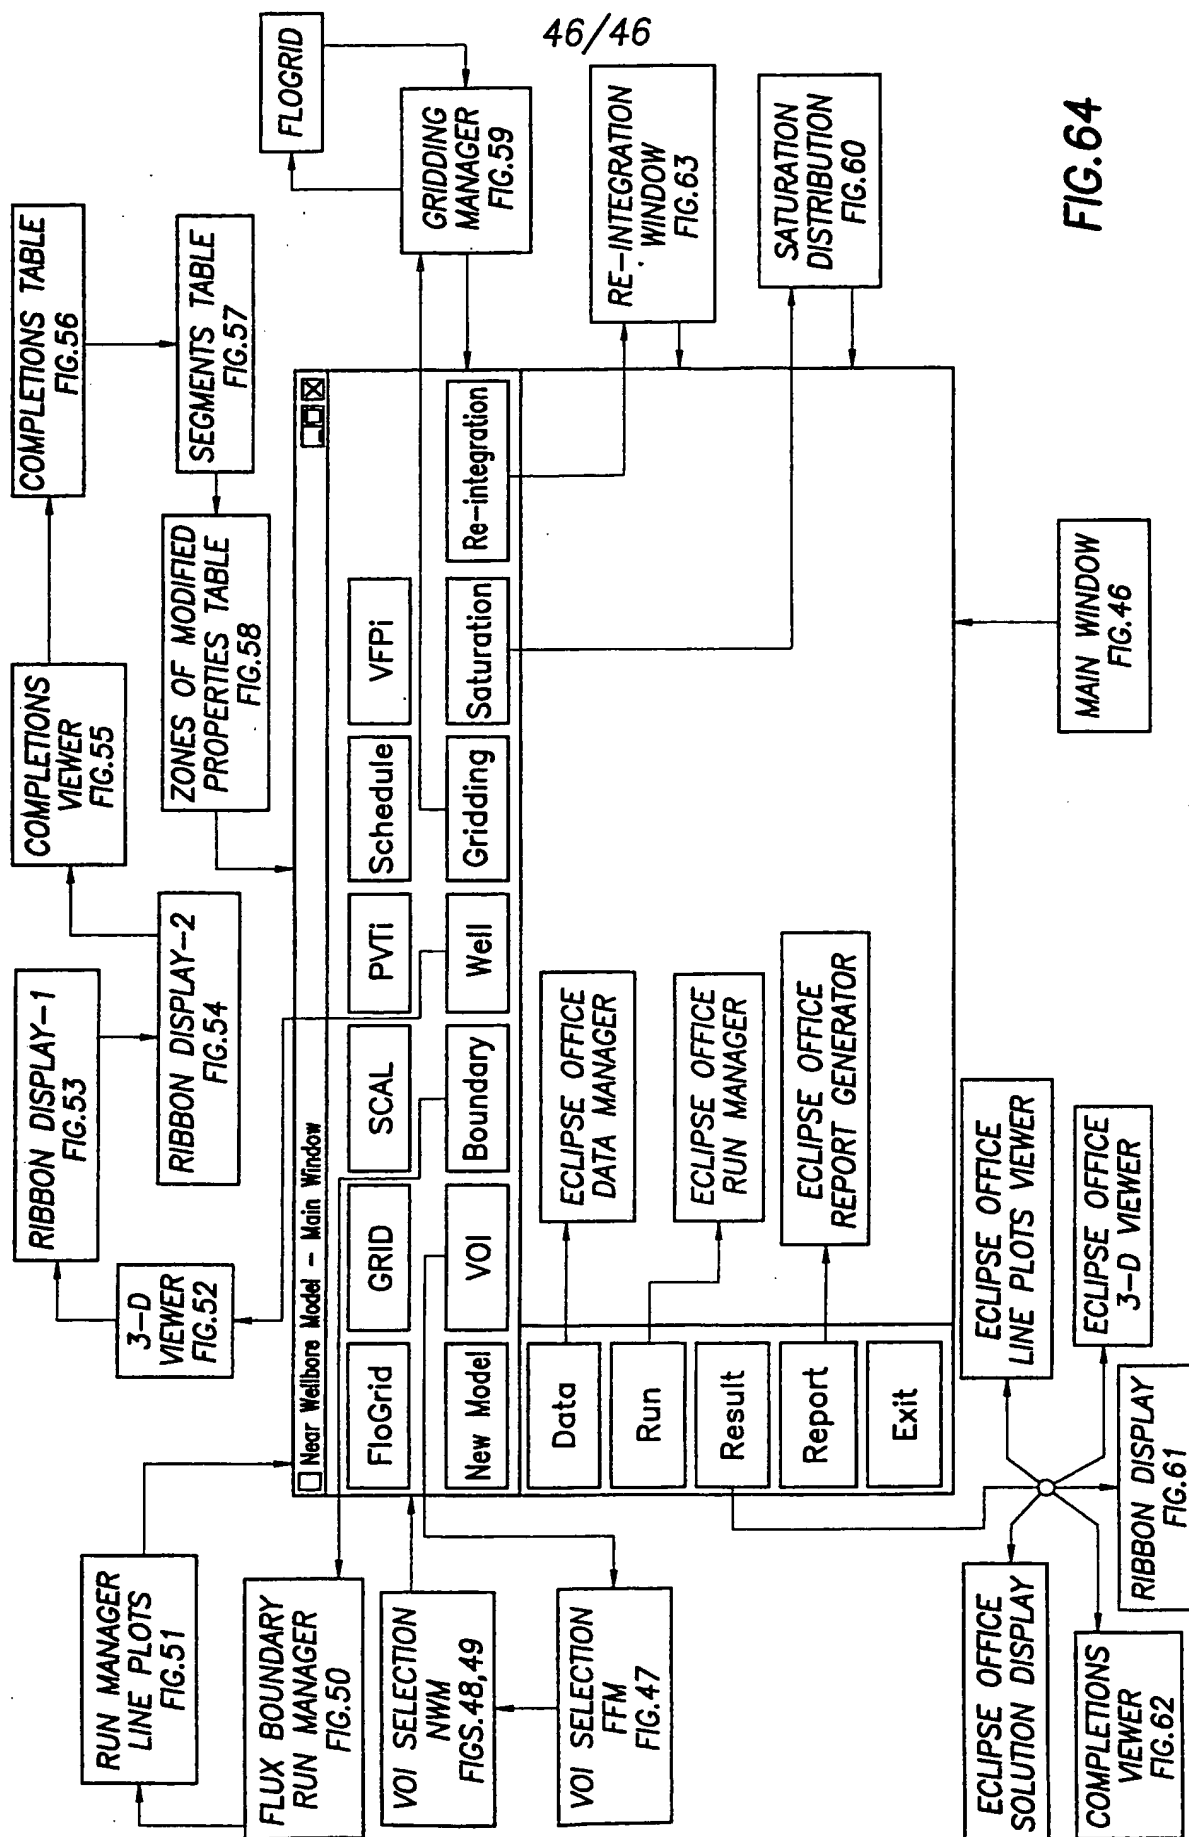 46/46
FLOGRID
GRIDDING
MANAGER
FIG.59
COMPLETIONS TABLE
FIG.56
SEGMENTS TABLE
FIG.57
ZONES OF MODIFIED
PROPERTIES TABLE
FIG.58
COMPLETIONS
VIEWER
FIG.55
RIBBON DISPLAY-2
FIG.54
RIBBON DISPLAY-1
FIG.53
3-D
VIEWER
FIG.52
RUN MANAGER
LINE PLOTS
FIG.51
FLUX BOUNDARY
RUN MANAGER
FIG.50
VOI SELECTION
NWM
FIGS.48,49
VOI SELECTION
FFM
FIG.47
Near Wellbore Model - Main Window
FloGrid
GRID
SCAL
PVTi
Schedule
VFPi
New Model
VOI
Boundary
Well
Gridding
Saturation
Re-integration
Data
Run
Result
Report
Exit
ECLIPSE OFFICE
DATA MANAGER
ECLIPSE OFFICE
RUN MANAGER
ECLIPSE OFFICE
REPORT GENERATOR
RE-INTEGRATION
WINDOW
FIG.63
SATURATION
DISTRIBUTION
FIG.60
MAIN WINDOW
FIG.46
ECLIPSE OFFICE
LINE PLOTS VIEWER
ECLIPSE OFFICE
3-D VIEWER
RIBBON DISPLAY
FIG.61
ECLIPSE OFFICE
SOLUTION DISPLAY
COMPLETIONS
VIEWER
FIG.62
FIG.64